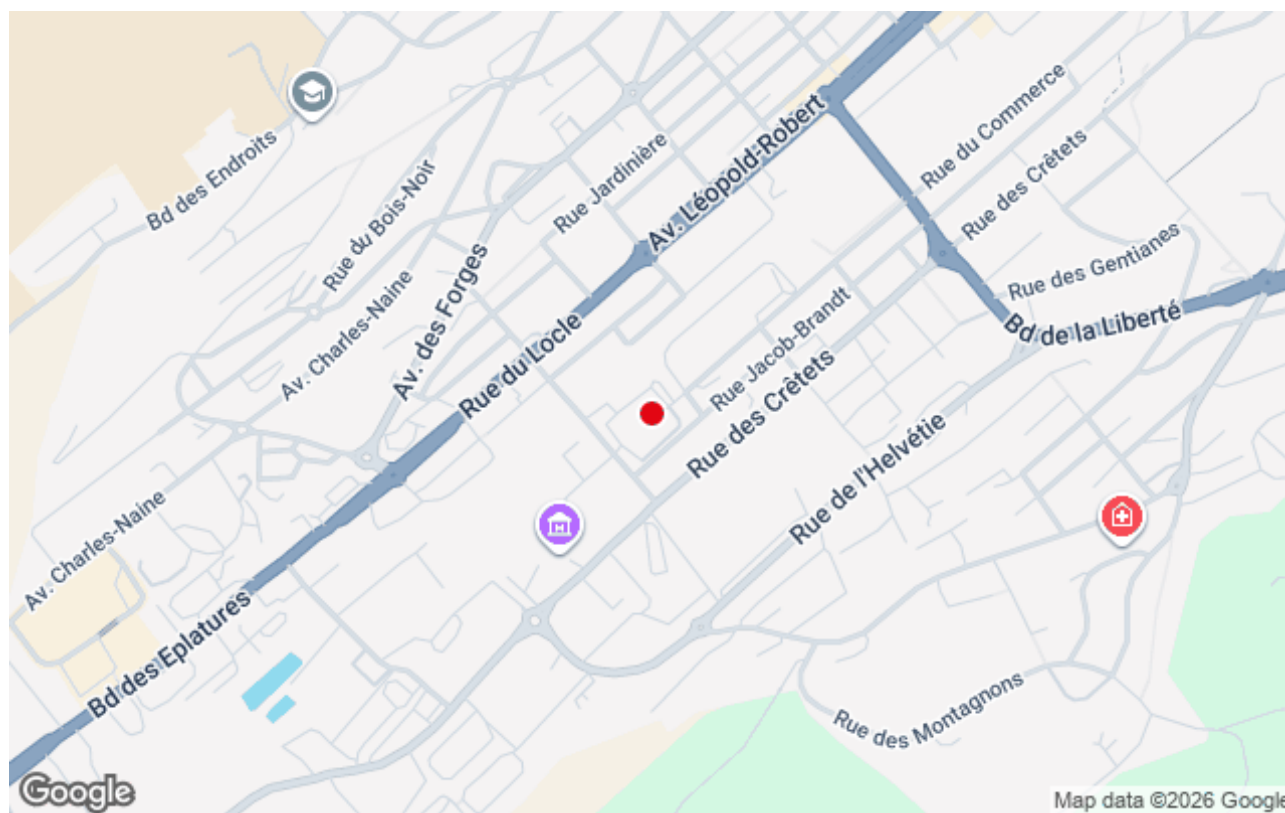 Bd des Endroits
Rue du Bois-Noir
Rue Jardinière
Av. Léopold-Robert
Rue du Commerce
Rue des Crêtets
Rue des Gentianes
Bd de la Liberté
Av. Charles-Naine
Av. des Forges
Rue du Locle
Rue Jacob-Brandt
Rue des Crêtets
Rue de l'Helvétie
Av. Charles-Naine
Bd des Eplatures
Rue des Montagnons
M
Google
Map data ©2026 Google